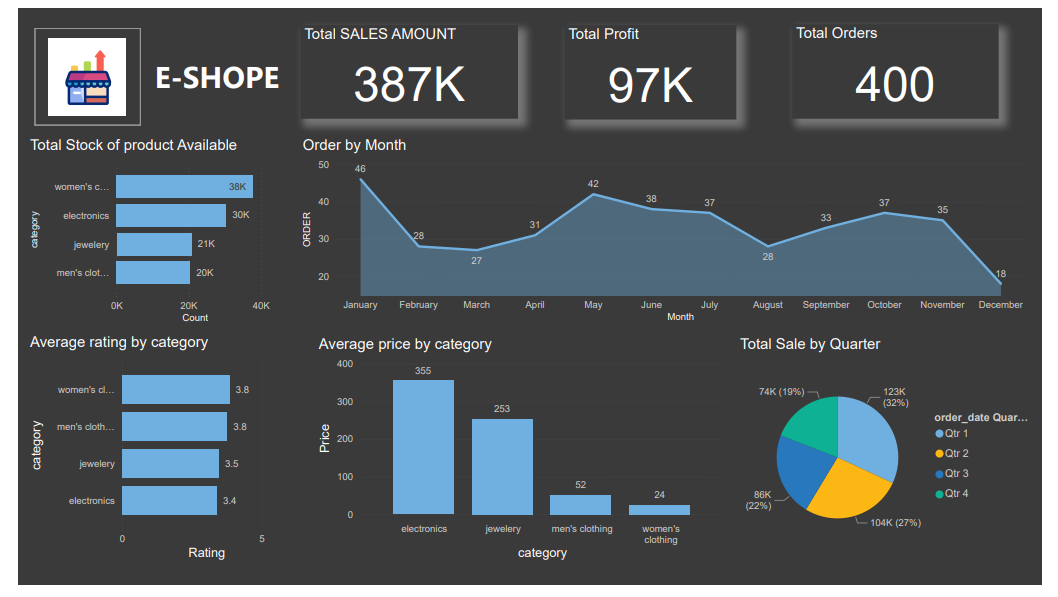 E-SHOPE
Total SALES AMOUNT
387K
Total Profit
97K
Total Orders
400
Total Stock of product Available
category
women's c...
38K
electronics
30K
jewelery
21K
men's clot...
20K
0K
20K
40K
Count
Order by Month
ORDER
50
40
30
20
46
28
27
31
42
38
37
28
33
37
35
18
January
February
March
April
May
June
July
August
September
October
November
December
Month
Average rating by category
category
women's cl...
3.8
men's cloth...
3.8
jewelery
3.5
electronics
3.4
0
5
Rating
Average price by category
Price
400
300
200
100
0
355
253
52
24
electronics
jewelery
men's clothing
women's
clothing
category
Total Sale by Quarter
74K (19%)
123K
(32%)
86K
(22%)
104K (27%)
order_date Quar...
Qtr 1
Qtr 2
Qtr 3
Qtr 4